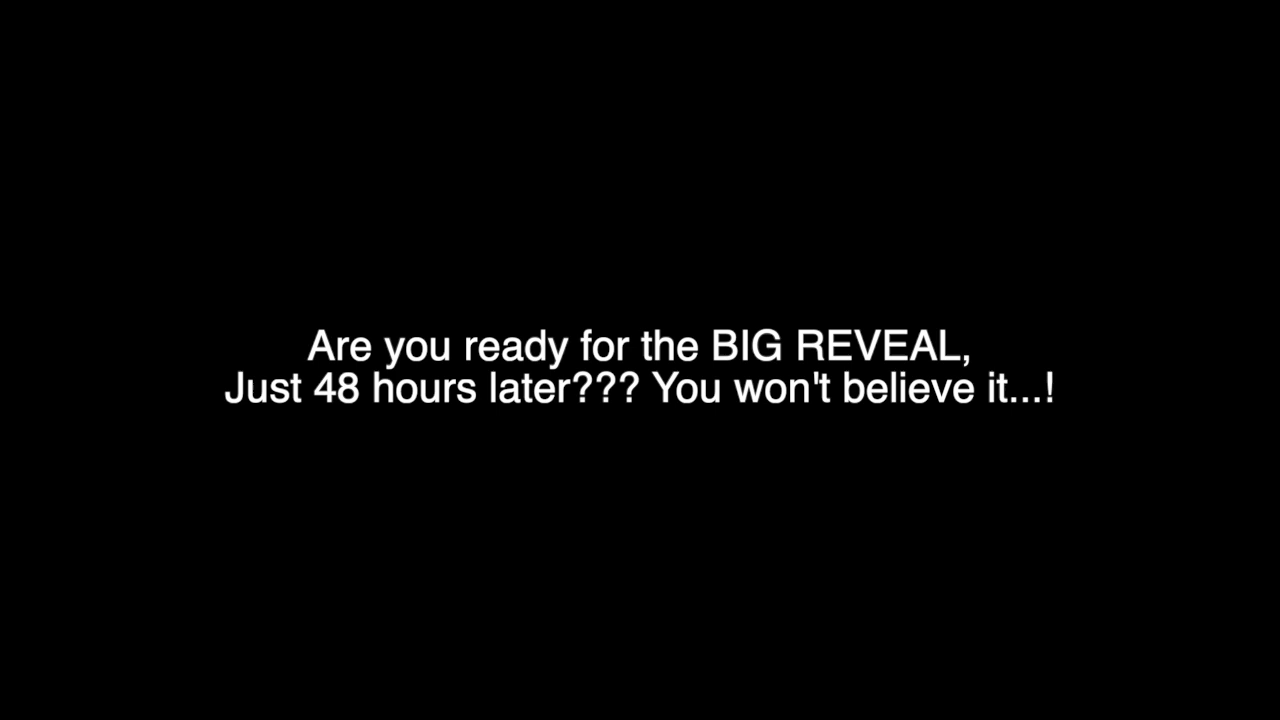 Are you ready for the BIG REVEAL,
Just 48 hours later??? You won't believe it...!